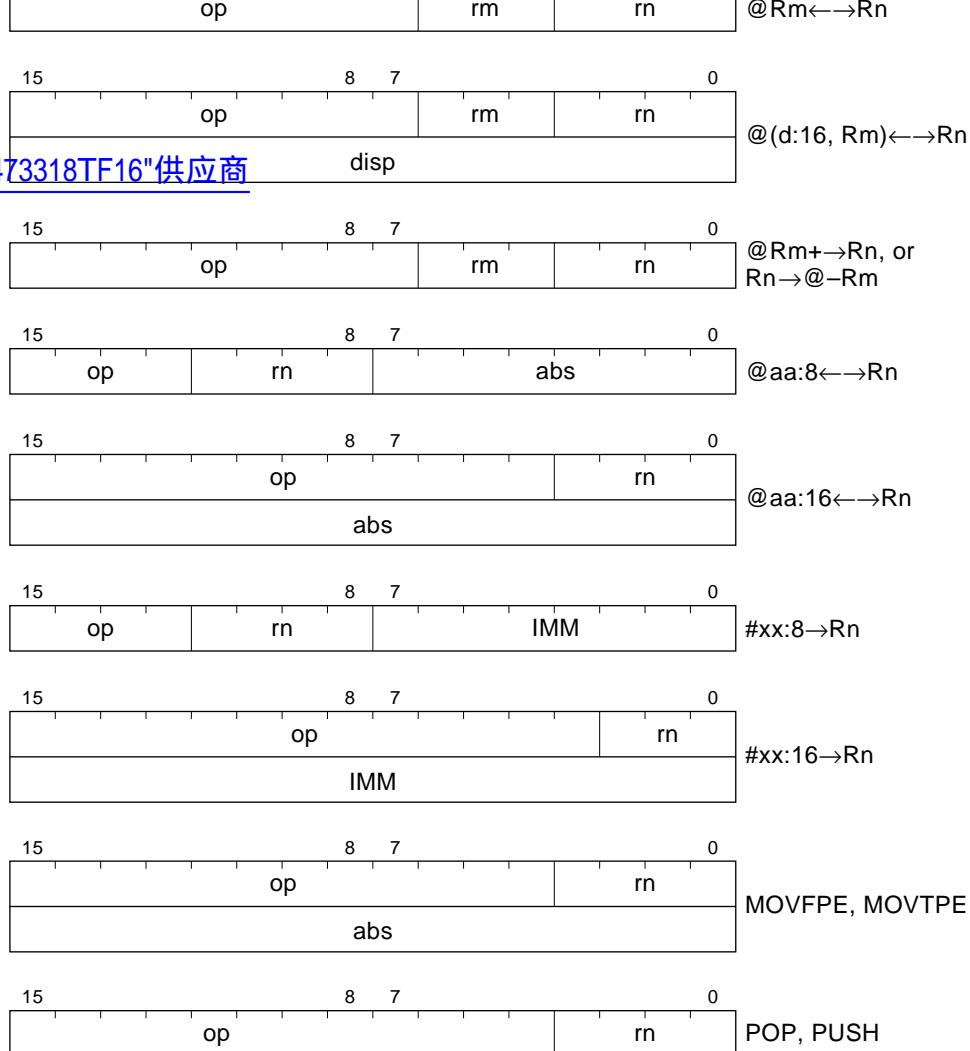 op rm rn @Rm←→Rn
15 8 7 0
op rm rn
@(d:16, Rm)←→Rn
disp
473318TF16"供应商
15 8 7 0
op rm rn
@Rm+→Rn, or
Rn→@–Rm
15 8 7 0
op rn abs @aa:8←→Rn
15 8 7 0
op rn
@aa:16←→Rn
abs
15 8 7 0
op rn IMM #xx:8→Rn
15 8 7 0
op rn
#xx:16→Rn
IMM
15 8 7 0
op rn
MOVFPE, MOVTPE
abs
15 8 7 0
op rn POP, PUSH